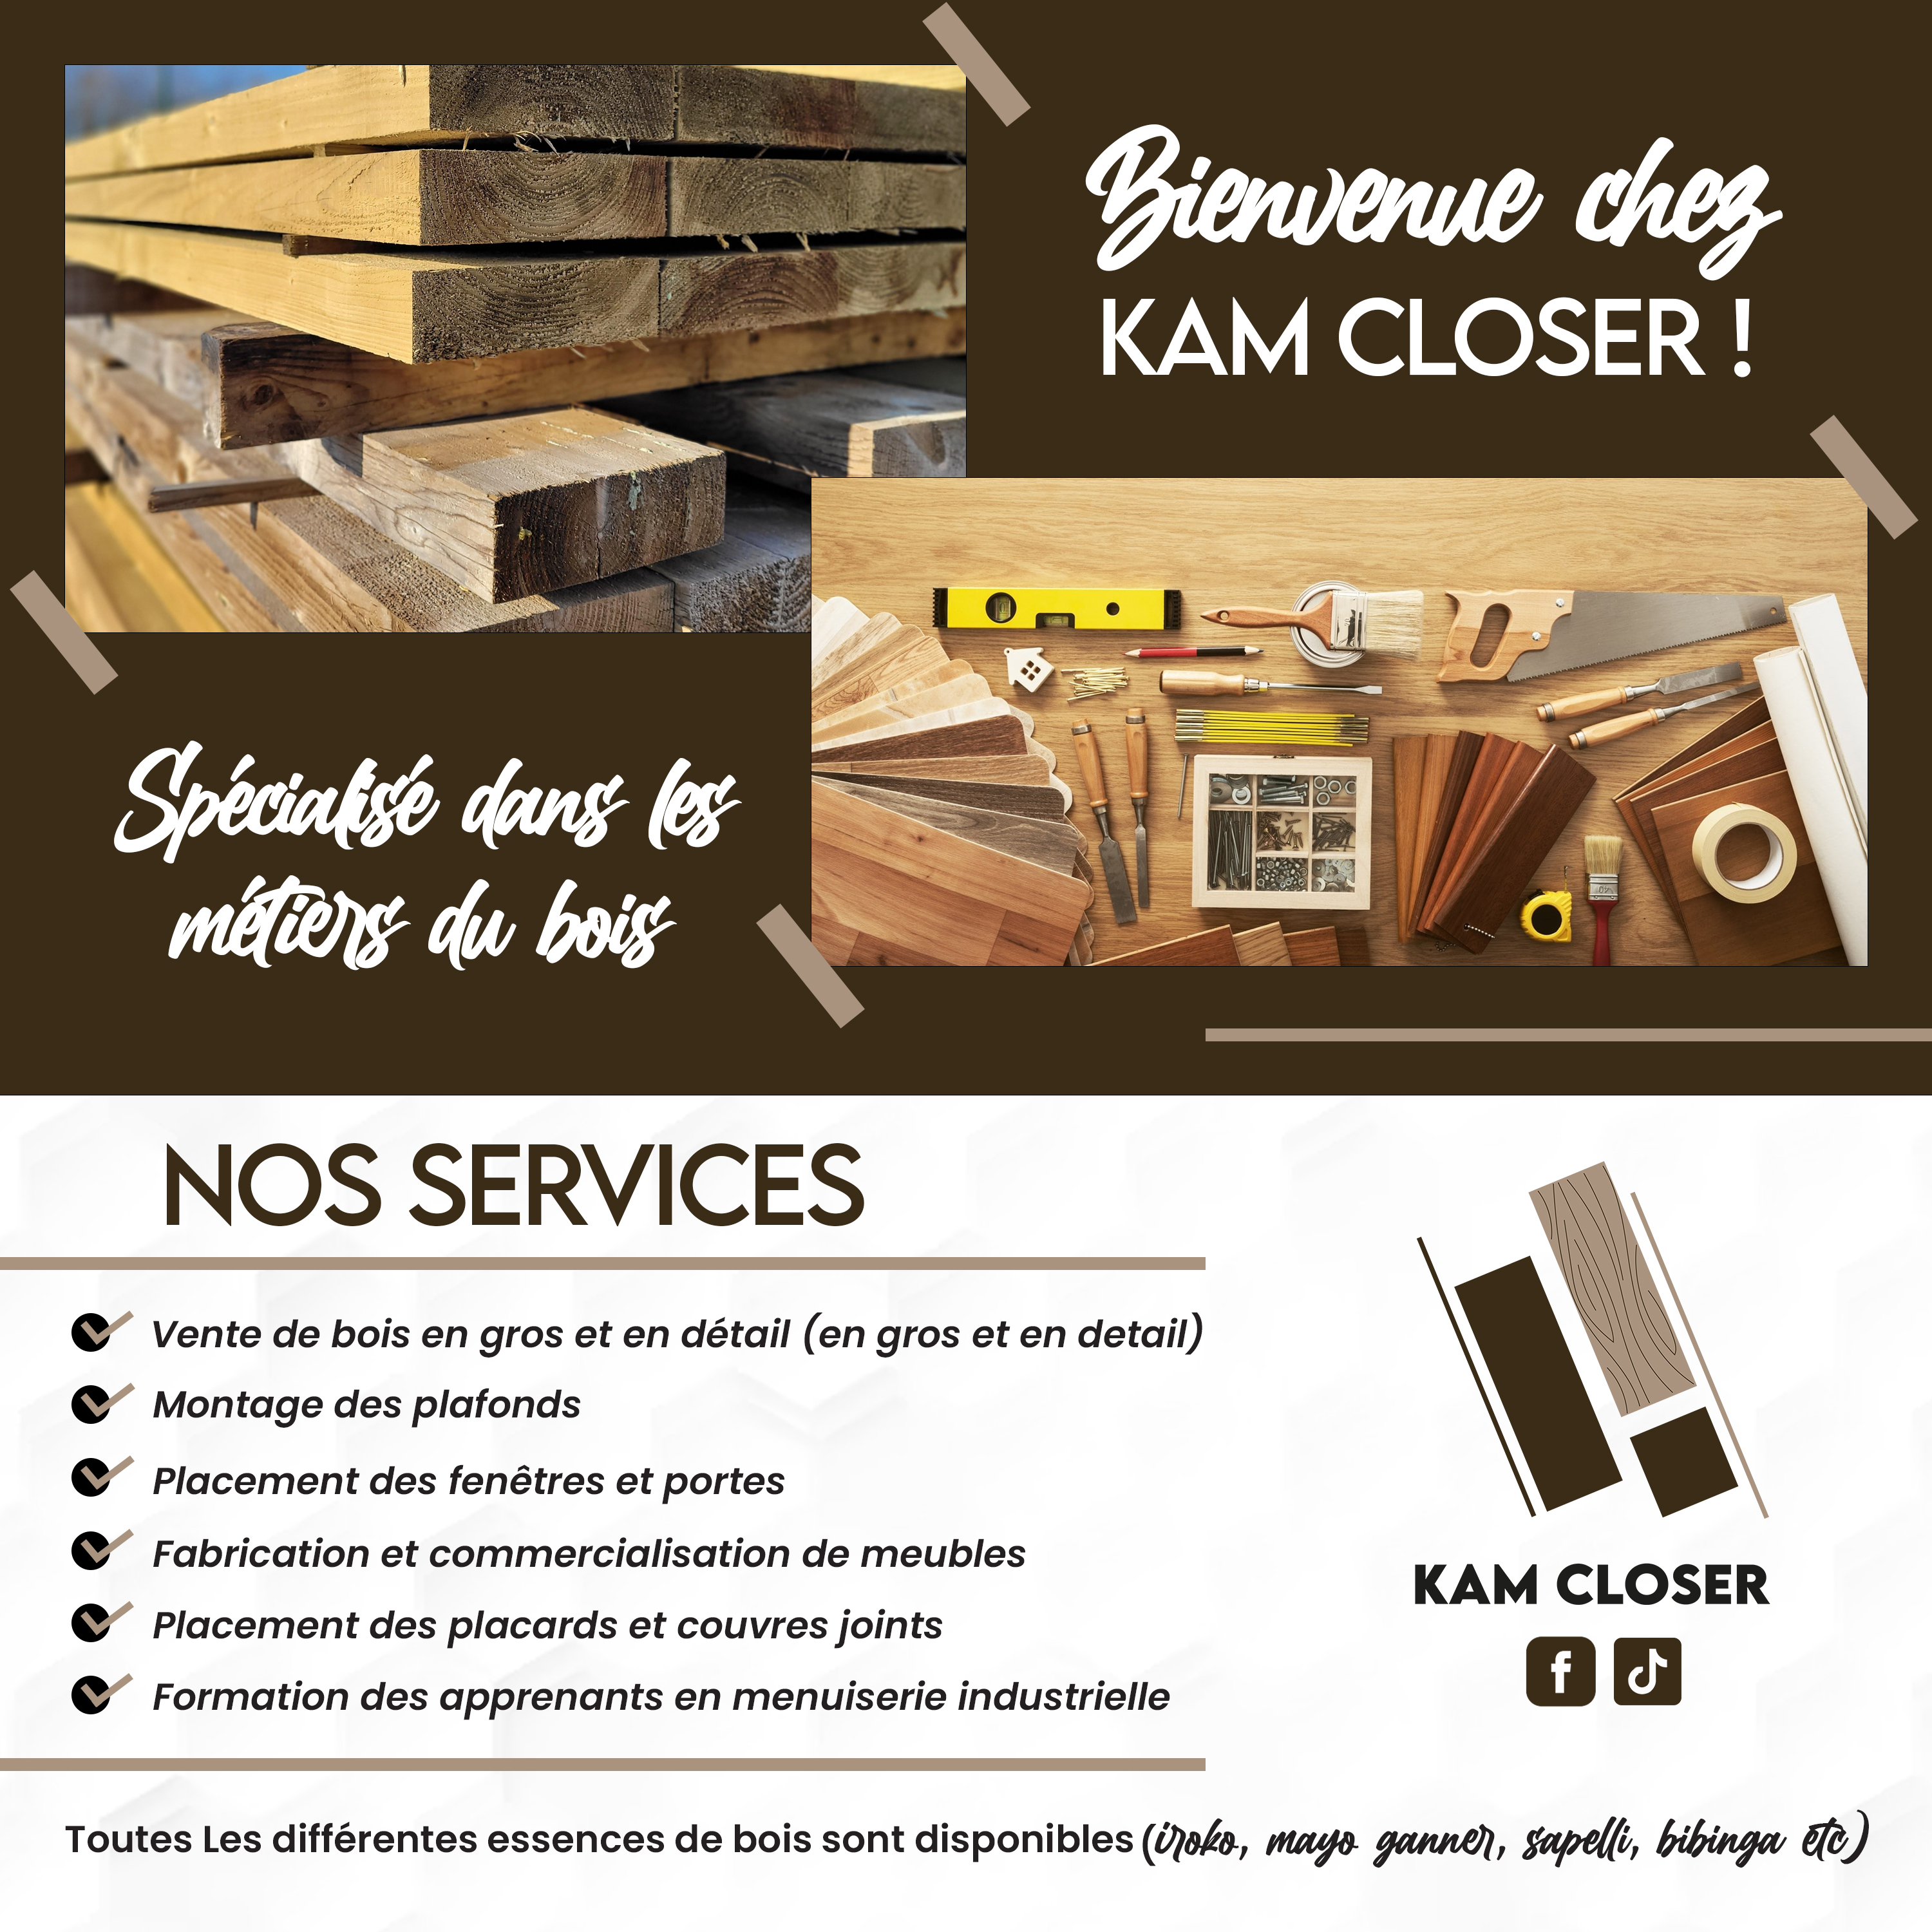 Bienvenue chez
KAM CLOSER !
Spécialisé dans les
métiers du bois
NOS SERVICES
Vente de bois en gros et en détail (en gros et en detail)
Montage des plafonds
Placement des fenêtres et portes
Fabrication et commercialisation de meubles
Placement des placards et couvres joints
Formation des apprenants en menuiserie industrielle
KAM CLOSER
Toutes Les différentes essences de bois sont disponibles (iroko, mayo ganner, sapelli, bibinga etc)